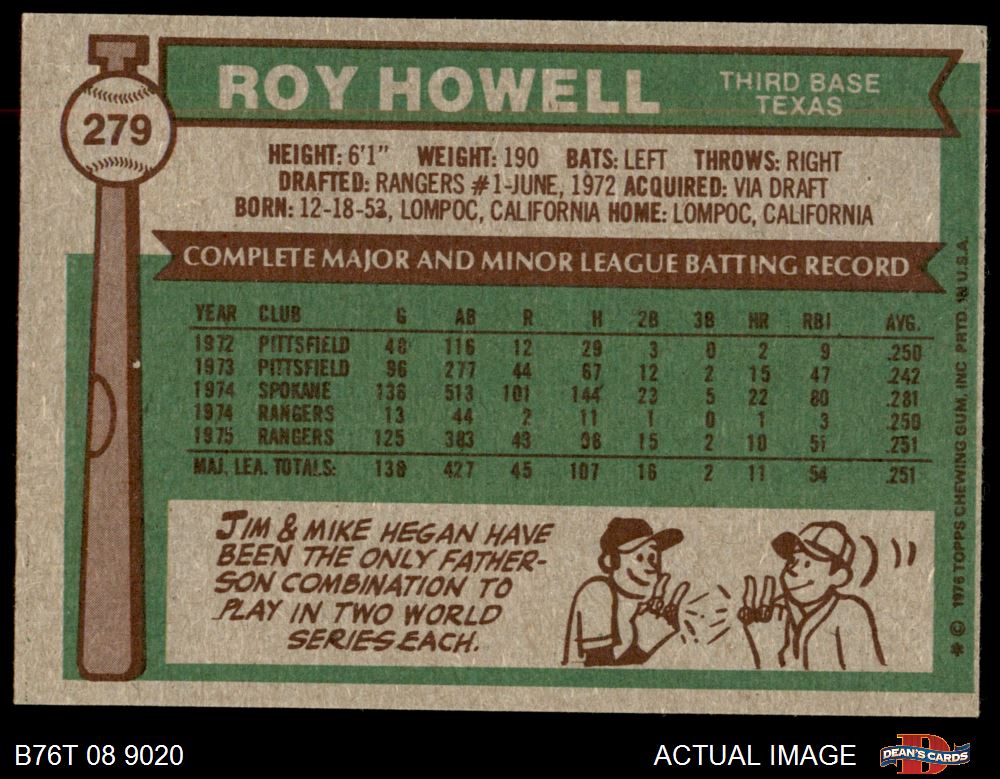 279
ROY HOWELL
THIRD BASE
TEXAS
HEIGHT: 6'1" WEIGHT: 190 BATS: LEFT THROWS: RIGHT
DRAFTED: RANGERS #1-JUNE, 1972 ACQUIRED: VIA DRAFT
BORN: 12-18-53, LOMPOC, CALIFORNIA HOME: LOMPOC, CALIFORNIA
COMPLETE MAJOR AND MINOR LEAGUE BATTING RECORD
YEAR CLUB G AB R H 2B 3B HR RBI AVG.
1972 PITTSFIELD 48 116 12 29 3 0 2 9 .250
1973 PITTSFIELD 96 277 44 67 12 2 15 47 .242
1974 SPOKANE 138 513 101 144 23 5 22 80 .281
1974 RANGERS 13 44 2 11 1 0 1 3 .250
1975 RANGERS 125 383 43 96 15 2 10 51 .251
MAJ. LEA. TOTALS: 138 427 45 107 16 2 11 54 .251
JIM & MIKE HEGAN HAVE
BEEN THE ONLY FATHER-
SON COMBINATION TO
PLAY IN TWO WORLD
SERIES EACH.
* © 1976 TOPPS CHEWING GUM, INC PRTD. IN U.S.A.
B76T 08 9020
ACTUAL IMAGE
DEAN'S CARDS